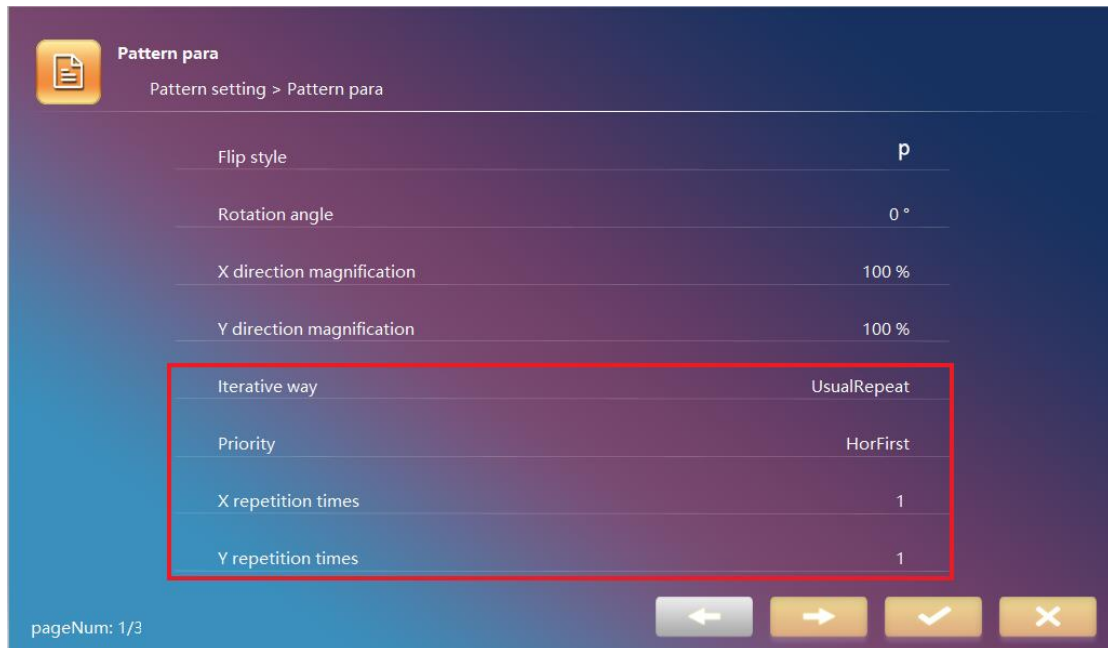 Pattern para
Pattern setting > Pattern para
Flip style p
Rotation angle 0 °
X direction magnification 100 %
Y direction magnification 100 %
Iterative way UsualRepeat
Priority HorFirst
X repetition times 1
Y repetition times 1
pageNum: 1/3